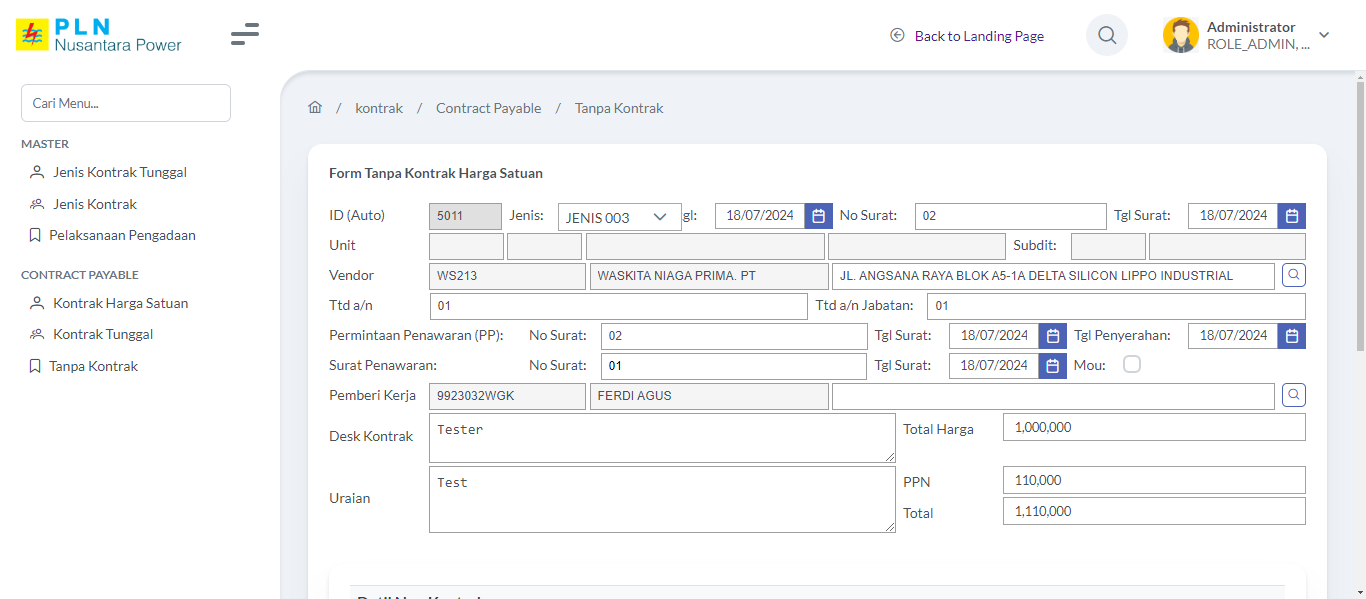 PLN
Nusantara Power
Back to Landing Page
Administrator
ROLE_ADMIN, ...
Cari Menu...
MASTER
Jenis Kontrak Tunggal
Jenis Kontrak
Pelaksanaan Pengadaan
CONTRACT PAYABLE
Kontrak Harga Satuan
Kontrak Tunggal
Tanpa Kontrak
/ kontrak / Contract Payable / Tanpa Kontrak
Form Tanpa Kontrak Harga Satuan
ID (Auto) 5011 Jenis: JENIS 003 gl: 18/07/2024 No Surat: 02 Tgl Surat: 18/07/2024
Unit Subdit:
Vendor WS213 WASKITA NIAGA PRIMA. PT JL. ANGSANA RAYA BLOK A5-1A DELTA SILICON LIPPO INDUSTRIAL
Ttd a/n 01 Ttd a/n Jabatan: 01
Permintaan Penawaran (PP): No Surat: 02 Tgl Surat: 18/07/2024 Tgl Penyerahan: 18/07/2024
Surat Penawaran: No Surat: 01 Tgl Surat: 18/07/2024 Mou:
Pemberi Kerja 9923032WGK FERDI AGUS
Desk Kontrak Tester Total Harga 1,000,000
Uraian Test PPN 110,000
Total 1,110,000